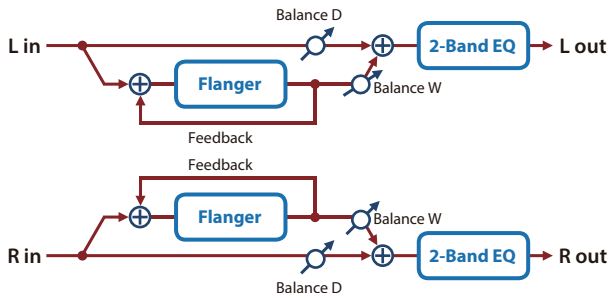 Balance D
L in
2-Band EQ
L out
Flanger
Balance W
Feedback
Feedback
Flanger
Balance W
R in
2-Band EQ
R out
Balance D